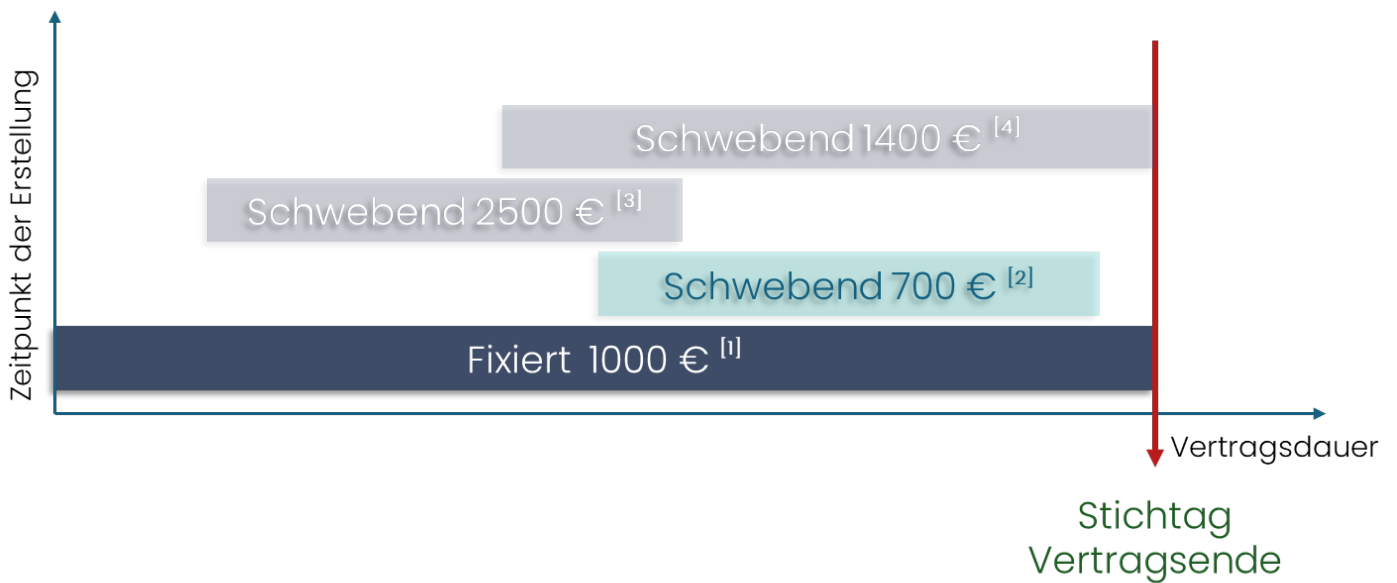 Zeitpunkt der Erstellung
Schwebend 1400 € [4]
Schwebend 2500 € [3]
Schwebend 700 € [2]
Fixiert 1000 € [1]
Vertragsdauer
Stichtag
Vertragsende